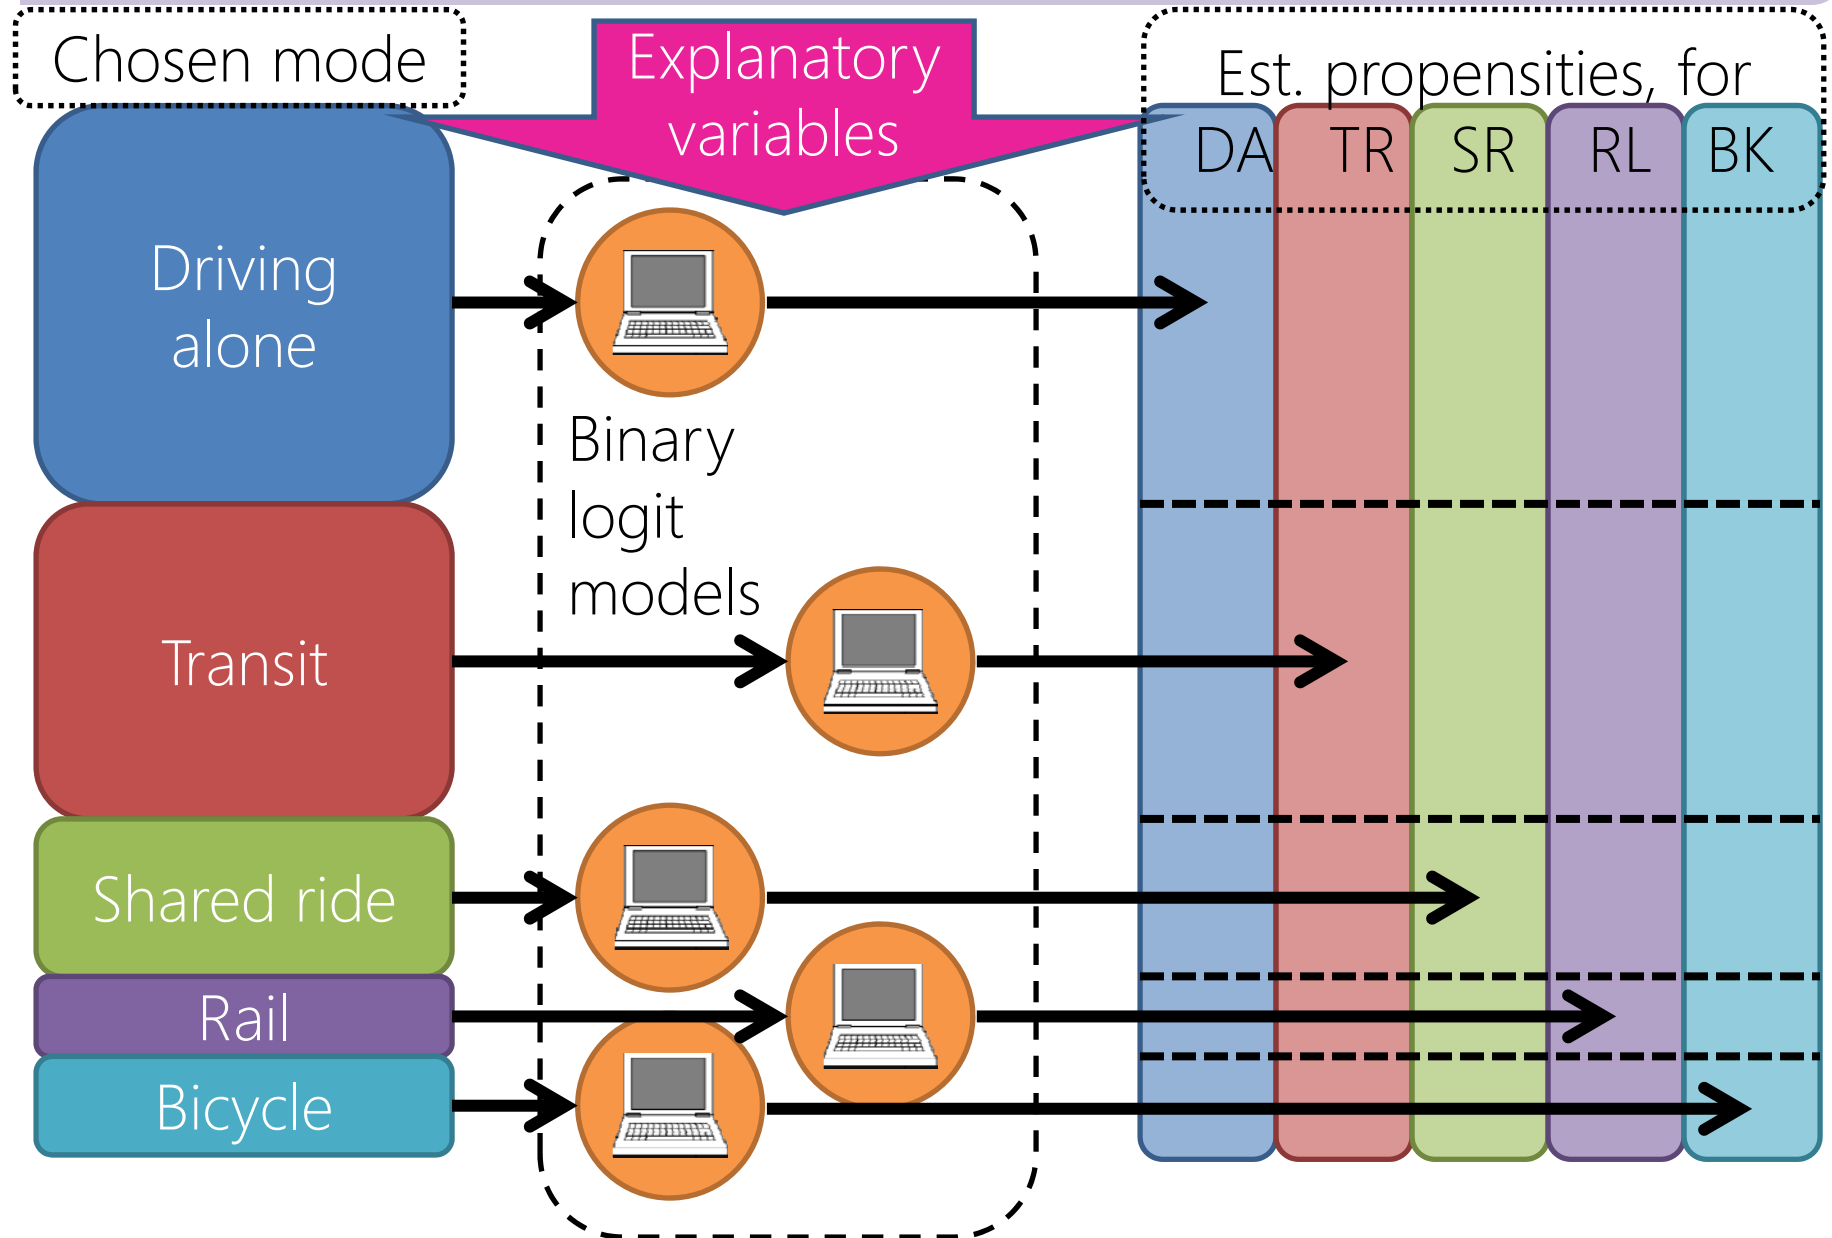 Chosen mode
Explanatory
variables
Est. propensities, for
DA TR SR RL BK
Driving
alone
Binary
logit
models
Transit
Shared ride
Rail
Bicycle